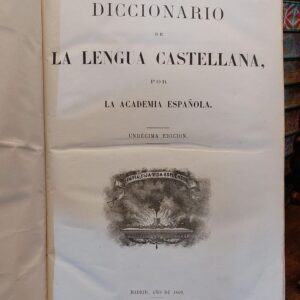 DICCIONARIO
DE
LA LENGUA CASTELLANA,
POR
LA ACADEMIA ESPAÑOLA.
UNDÉCIMA EDICION.
MADRID, AÑO DE 1869.